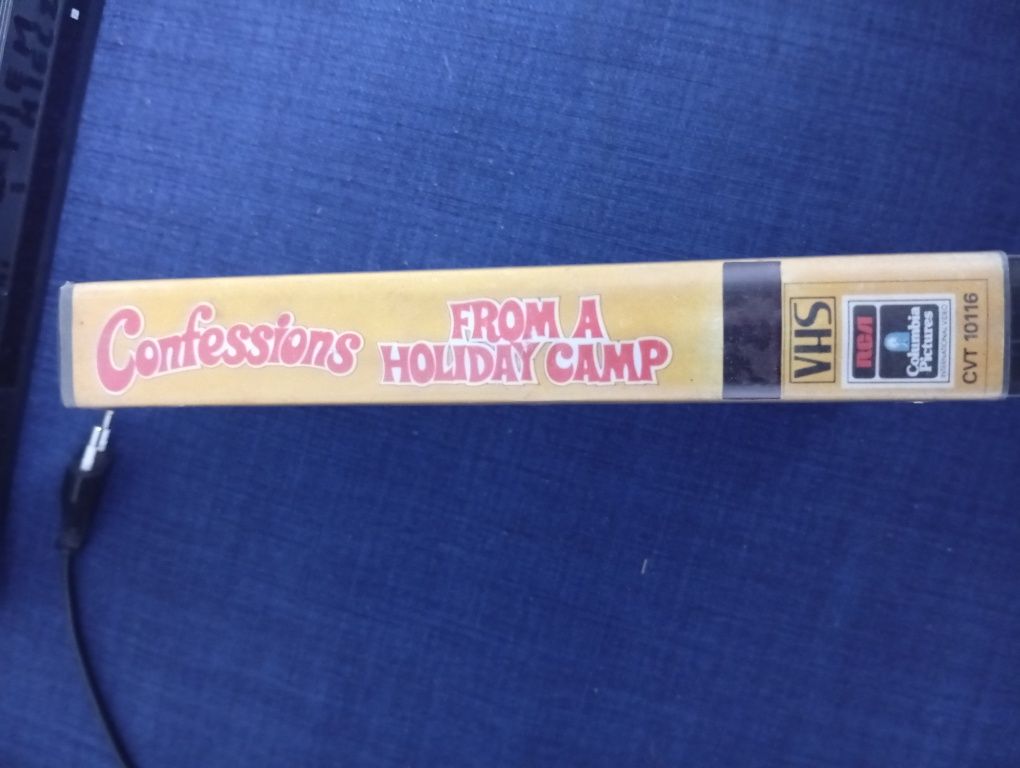 Confessions
FROM A
HOLIDAY CAMP
VHS
RCA
Columbia
Pictures
INTERNATIONAL VIDEO
CVT 10116